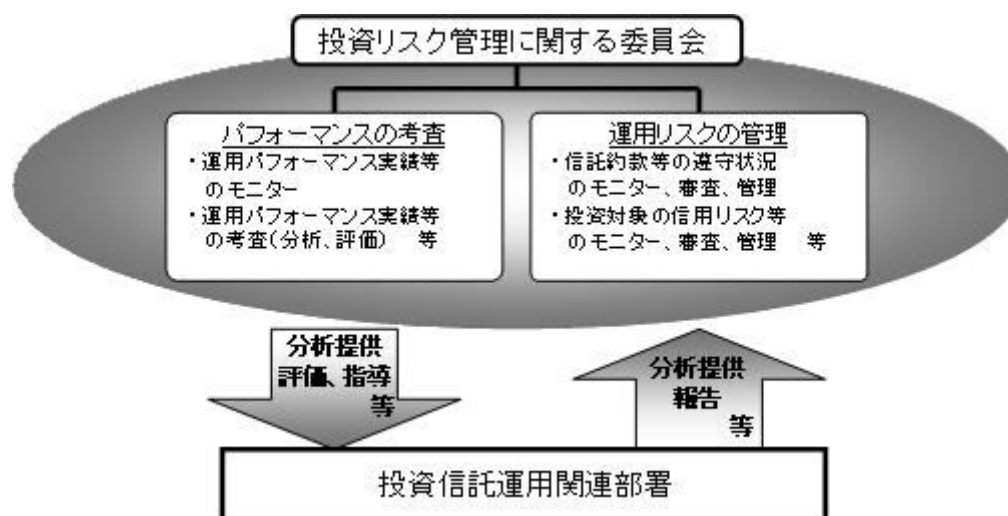 投資リスク管理に関する委員会
パフォーマンスの考査
・運用パフォーマンス実績等
のモニター
・運用パフォーマンス実績等
の考査(分析、評価) 等
運用リスクの管理
・信託約款等の遵守状況
のモニター、審査、管理
・投資対象の信用リスク等
のモニター、審査、管理 等
分析提供
評価、指導
等
分析提供
報告
等
投資信託運用関連部署